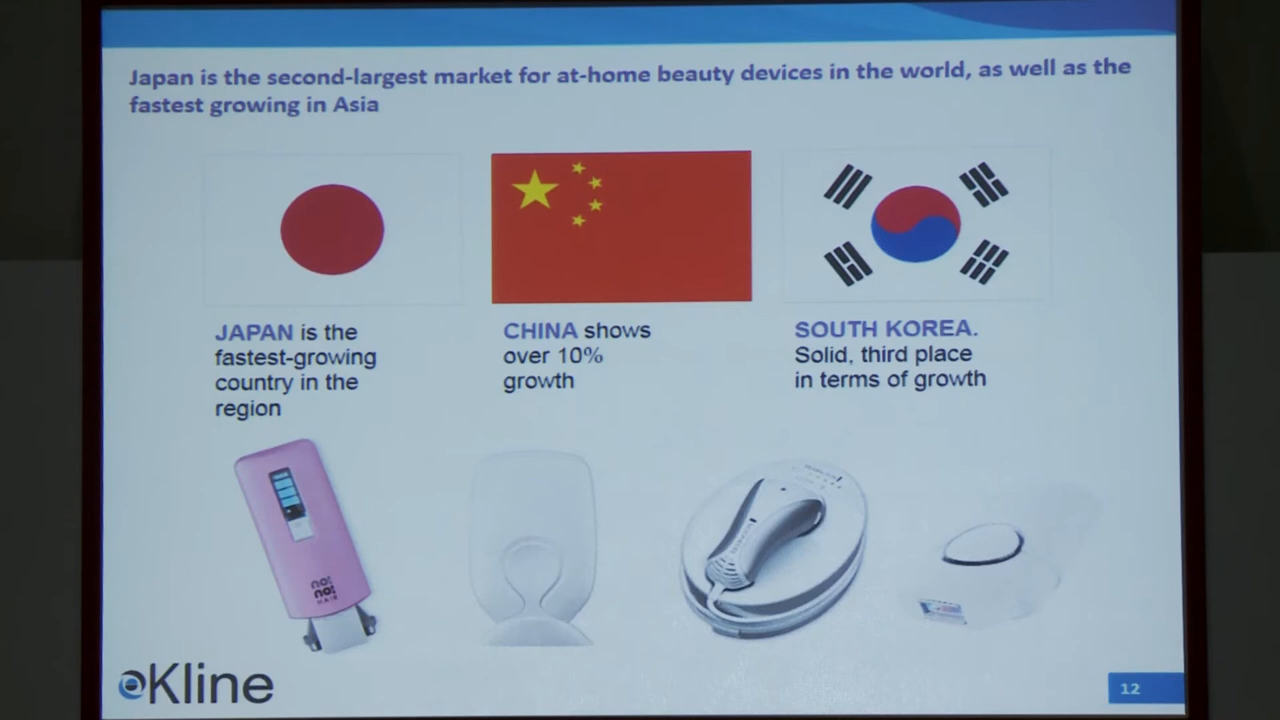 Japan is the second-largest market for at-home beauty devices in the world, as well as the
fastest growing in Asia
JAPAN is the
fastest-growing
country in the
region
CHINA shows
over 10%
growth
SOUTH KOREA.
Solid, third place
in terms of growth
no!
no!
HAIR
Kline
12